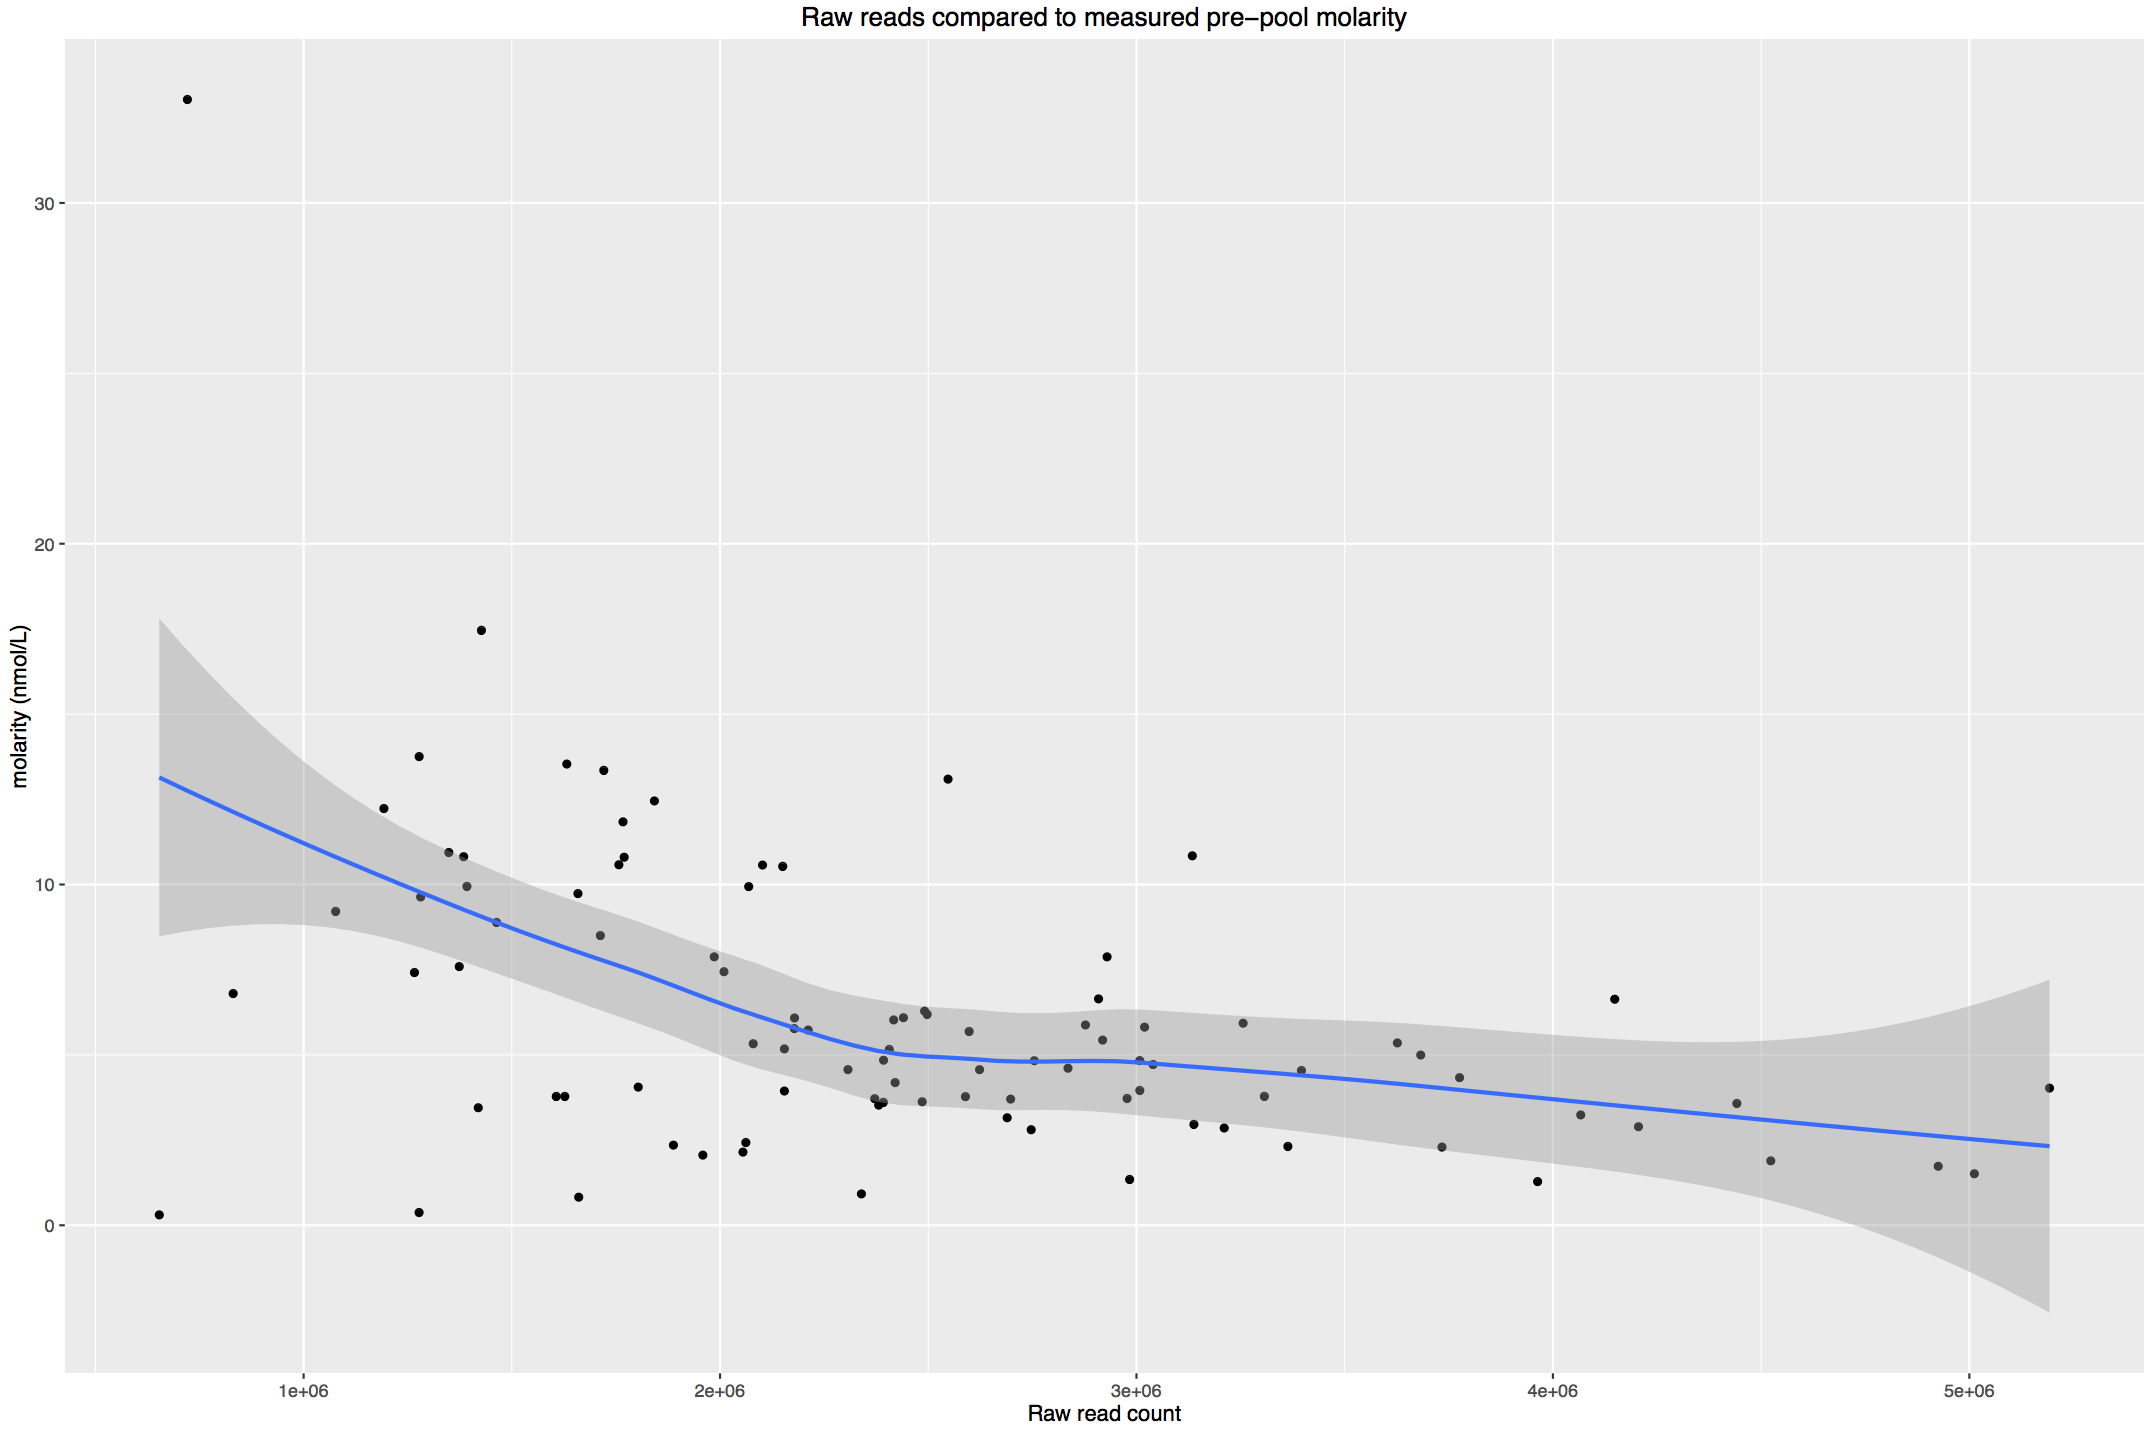 Raw reads compared to measured pre−pool molarity
30
20
10
0
molarity (nmol/L)
1e+06 2e+06 3e+06 4e+06 5e+06
Raw read count